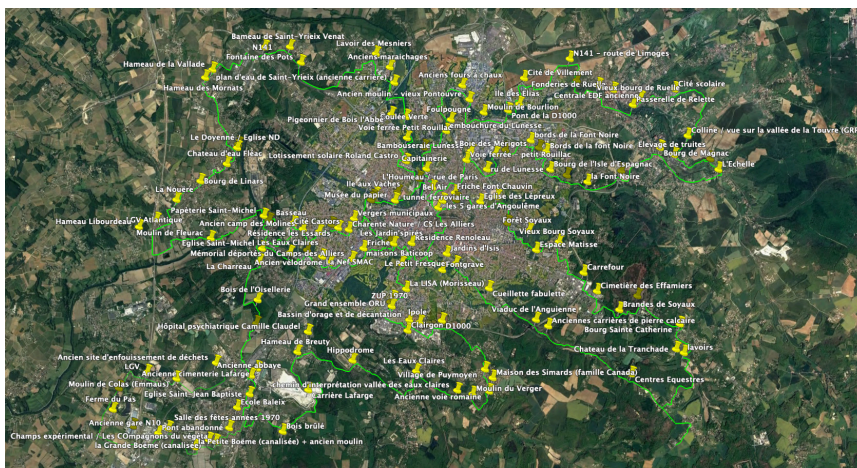 Bameau de Saint-Yrieix Venat
N141
Lavoir des Mesniers
N141 - route de Limoges
Fontaine des Pots
Anciens maraichages
Hameau de la Vallade
plan d'eau de Saint-Yrieix (ancienne carrière)
Anciens fours à chaux
Cité de Villement
Hameau des Mornats
Fonderies de Ruelle
Vieux bourg de Ruelle
Cité scolaire
Ancien moulin - vieux Pontouvre
Ile des Elias
Centrale EDF ancienne
Passerelle de Relette
Foulpougne
Moulin de Bourlion
Pont de la D1000
Pigeonnier de Bois l'Abbé
Foulée Verte
Voie ferrée Petit Rouillac
embouchure du Lunesse
bords de la Font Noire
Colline / vue sur la vallée de la Touvre (GRP
Le Doyenné / Eglise ND
Bambouseraie Lunesse
Boie des Mérigots
Bords de la font Noire
Elevage de truites
Chateau d'eau Fléac
Lotissement solaire Roland Castro
Capitainerie
Voie ferrée - petit Rouillac
Bourg de Magnac
ru de Lunesse
Bourg de l'Isle d'Espagnac
L'Echelle
Bourg de Linars
L'Houmeau / rue de Paris
la Font Noire
Ile aux Vaches
Bel Air
Friche Font Chauvin
La Nouère
Musée du papier
tunnel ferroviaire
Eglise des Lépreux
les 5 gares d'Angoulême
Papèterie Saint-Michel
Basseau
Vergers municipaux
Hameau Libourdeau
LGV Atlantique
Ancien camp des Molines
Cité Castors
Charente Nature / CS Les Alliers
Forêt Soyaux
Moulin de Fleurac
Résidence les Essards
Les Jardin'spire
Vieux Bourg Soyaux
Eglise Saint-Michel
Les Eaux Claires
Friche
Résidence Renoleau
Espace Matisse
Mémorial déportés du Camps des Alliers
maisons Baticoop
Jardins d'Isis
Ancien vélodrome
La Nef SMAC
Le Petit Fresquet
Fontgrave
La Charreau
Carrefour
Bois de l'Oisellerie
La LISA (Morisseau)
Cueillette fabulette
Cimetière des Effamiers
ZUP 1970
Grand ensemble ORU
Brandes de Soyaux
Bassin d'orage et de décantation
Ipole
Viaduc de l'Anguienne
Anciennes carrières de pierre calcaire
Hôpital psychiatrique Camille Claudel
Clairgon
D1000
Bourg Sainte Catherine
Hameau de Breuty
Chateau de la Tranchade
lavoirs
Ancien site d'enfouissement de déchets
Hippodrome
Les Eaux Claires
LGV
Ancienne abbaye
Village de Puymoyen
Maison des Simards (famille Canada)
Centres Equestres
Ancienne cimenterie Lafarge
Moulin de Colas (Emmaus)
chemin d'interprétation vallée des eaux claires
Moulin du Verger
Ferme du Pas
Eglise Saint-Jean Baptiste
Carrière Lafarge
Ancienne voie romaine
Ecole Baleix
Salle des fêtes années 1970
Ancienne gare N10
Pont abandonné
Bois brûlé
Champs expérimental / Les COmpagnons du végétal
la Petite Boëme (canalisée) + ancien moulin
la Grande Boëme (canalisée)